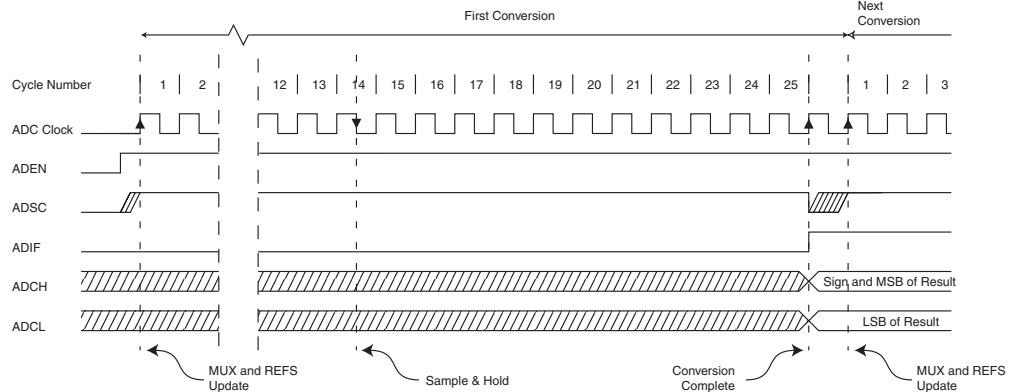 First Conversion
Next
Conversion
Cycle Number 1 2 12 13 14 15 16 17 18 19 20 21 22 23 24 25 1 2 3
ADC Clock
ADEN
ADSC
ADIF
ADCH Sign and MSB of Result
ADCL LSB of Result
MUX and REFS
Update
Sample & Hold
Conversion
Complete
MUX and REFS
Update